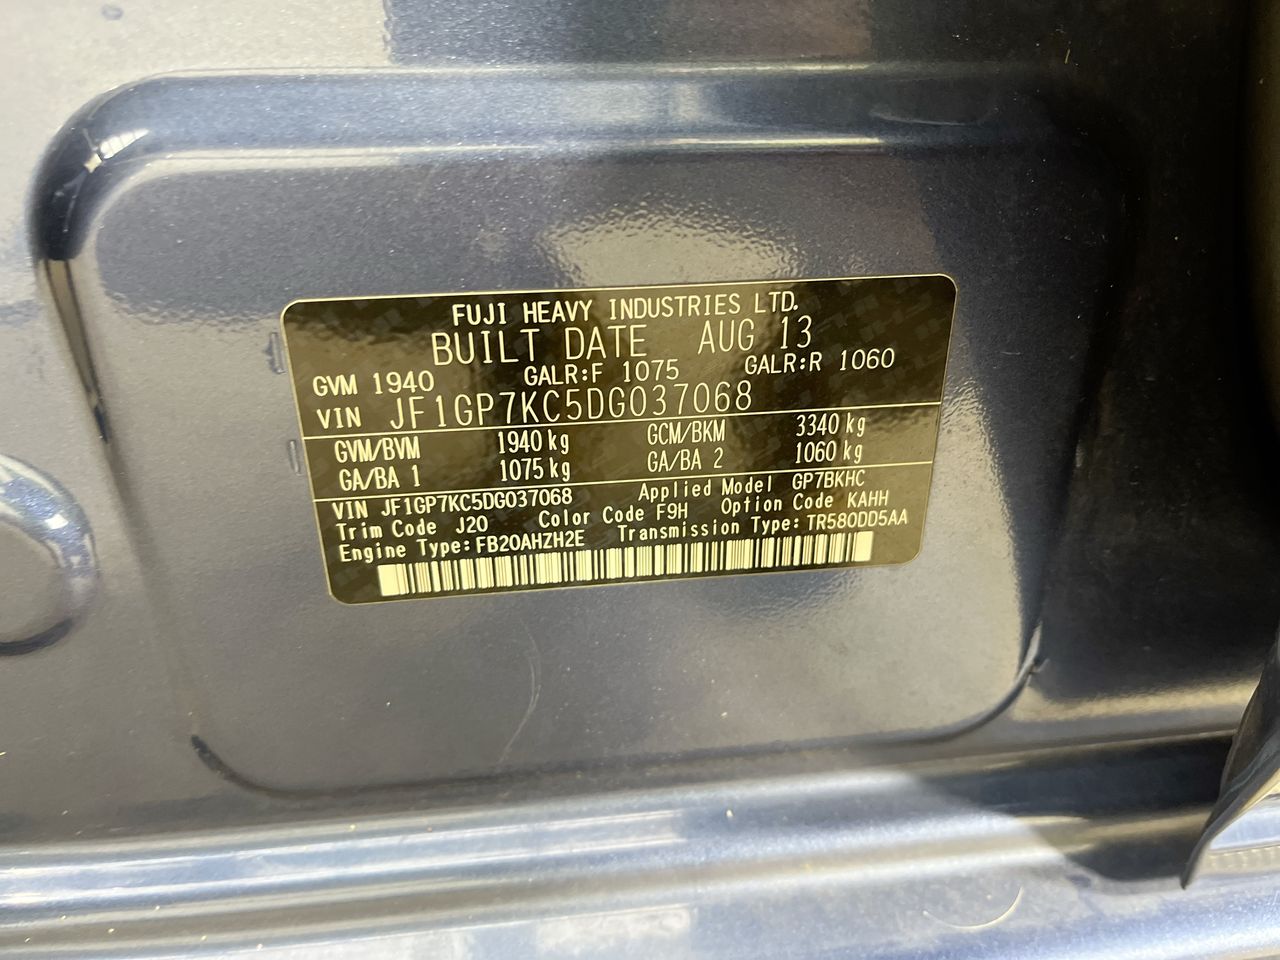 FUJI HEAVY INDUSTRIES LTD.
BUILT DATE AUG 13
GVM 1940 GALR:F 1075 GALR:R 1060
VIN JF1GP7KC5DG037068
GVM/BVM 1940 kg GCM/BKM 3340 kg
GA/BA 1 1075 kg GA/BA 2 1060 kg
VIN JF1GP7KC5DG037068 Applied Model GP7BKHC
Trim Code J20 Color Code F9H Option Code KAHH
Engine Type: FB20AHZH2E Transmission Type: TR580DD5AA